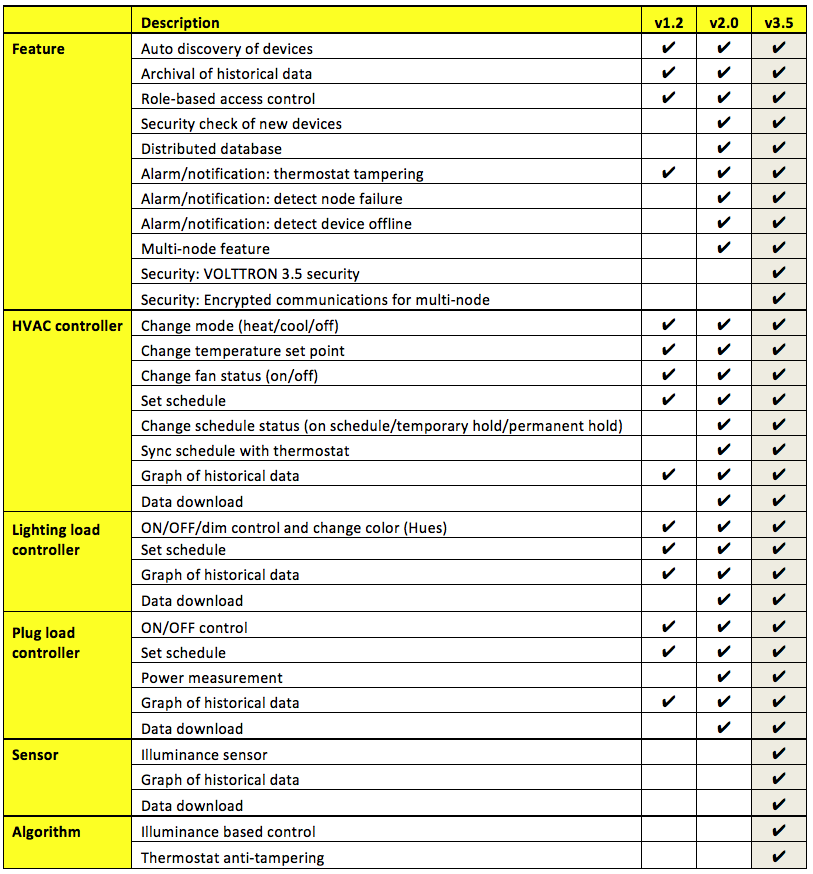 Description v1.2 v2.0 v3.5
Feature Auto discovery of devices ✔ ✔ ✔
Archival of historical data ✔ ✔ ✔
Role-based access control ✔ ✔ ✔
Security check of new devices ✔ ✔
Distributed database ✔ ✔
Alarm/notification: thermostat tampering ✔ ✔ ✔
Alarm/notification: detect node failure ✔ ✔
Alarm/notification: detect device offline ✔ ✔
Multi-node feature ✔ ✔
Security: VOLTTRON 3.5 security ✔
Security: Encrypted communications for multi-node ✔
HVAC controller Change mode (heat/cool/off) ✔ ✔ ✔
Change temperature set point ✔ ✔ ✔
Change fan status (on/off) ✔ ✔ ✔
Set schedule ✔ ✔ ✔
Change schedule status (on schedule/temporary hold/permanent hold) ✔ ✔
Sync schedule with thermostat ✔ ✔
Graph of historical data ✔ ✔ ✔
Data download ✔ ✔
Lighting load ON/OFF/dim control and change color (Hues) ✔ ✔ ✔
controller Set schedule ✔ ✔ ✔
Graph of historical data ✔ ✔ ✔
Data download ✔ ✔
Plug load ON/OFF control ✔ ✔ ✔
controller Set schedule ✔ ✔ ✔
Power measurement ✔ ✔
Graph of historical data ✔ ✔ ✔
Data download ✔ ✔
Sensor Illuminance sensor ✔
Graph of historical data ✔
Data download ✔
Algorithm Illuminance based control ✔
Thermostat anti-tampering ✔